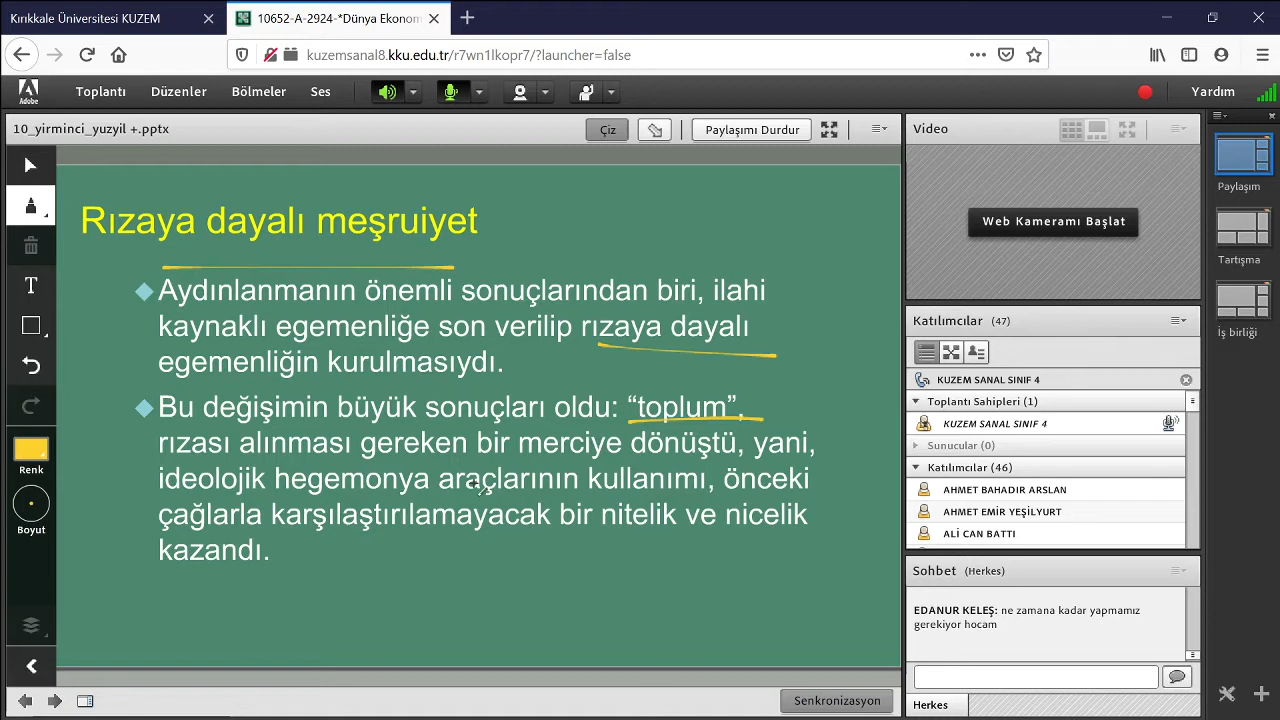 Kırıkkale Üniversitesi KUZEM
10652-A-2924-*Dünya Ekonom
kuzemsanal8.kku.edu.tr/r7wn1lkopr7/?launcher=false
Adobe
Toplantı
Düzenler
Bölmeler
Ses
Yardım
10_yirminci_yuzyil +.pptx
Çiz
Paylaşımı Durdur
Rızaya dayalı meşruiyet
Aydınlanmanın önemli sonuçlarından biri, ilahi
kaynaklı egemenliğe son verilip rızaya dayalı
egemenliğin kurulmasıydı.
Bu değişimin büyük sonuçları oldu: “toplum”,
rızası alınması gereken bir merciye dönüştü, yani,
ideolojik hegemonya araçlarının kullanımı, önceki
çağlarla karşılaştırılamayacak bir nitelik ve nicelik
kazandı.
Renk
Boyut
Senkronizasyon
Video
Web Kameramı Başlat
Katılımcılar (47)
KUZEM SANAL SINIF 4
Toplantı Sahipleri (1)
KUZEM SANAL SINIF 4
Sunucular (0)
Katılımcılar (46)
AHMET BAHADIR ARSLAN
AHMET EMİR YEŞİLYURT
ALİ CAN BATTI
Sohbet (Herkes)
EDANUR KELEŞ: ne zamana kadar yapmamız
gerekiyor hocam
Herkes
Paylaşım
Tartışma
İş birliği